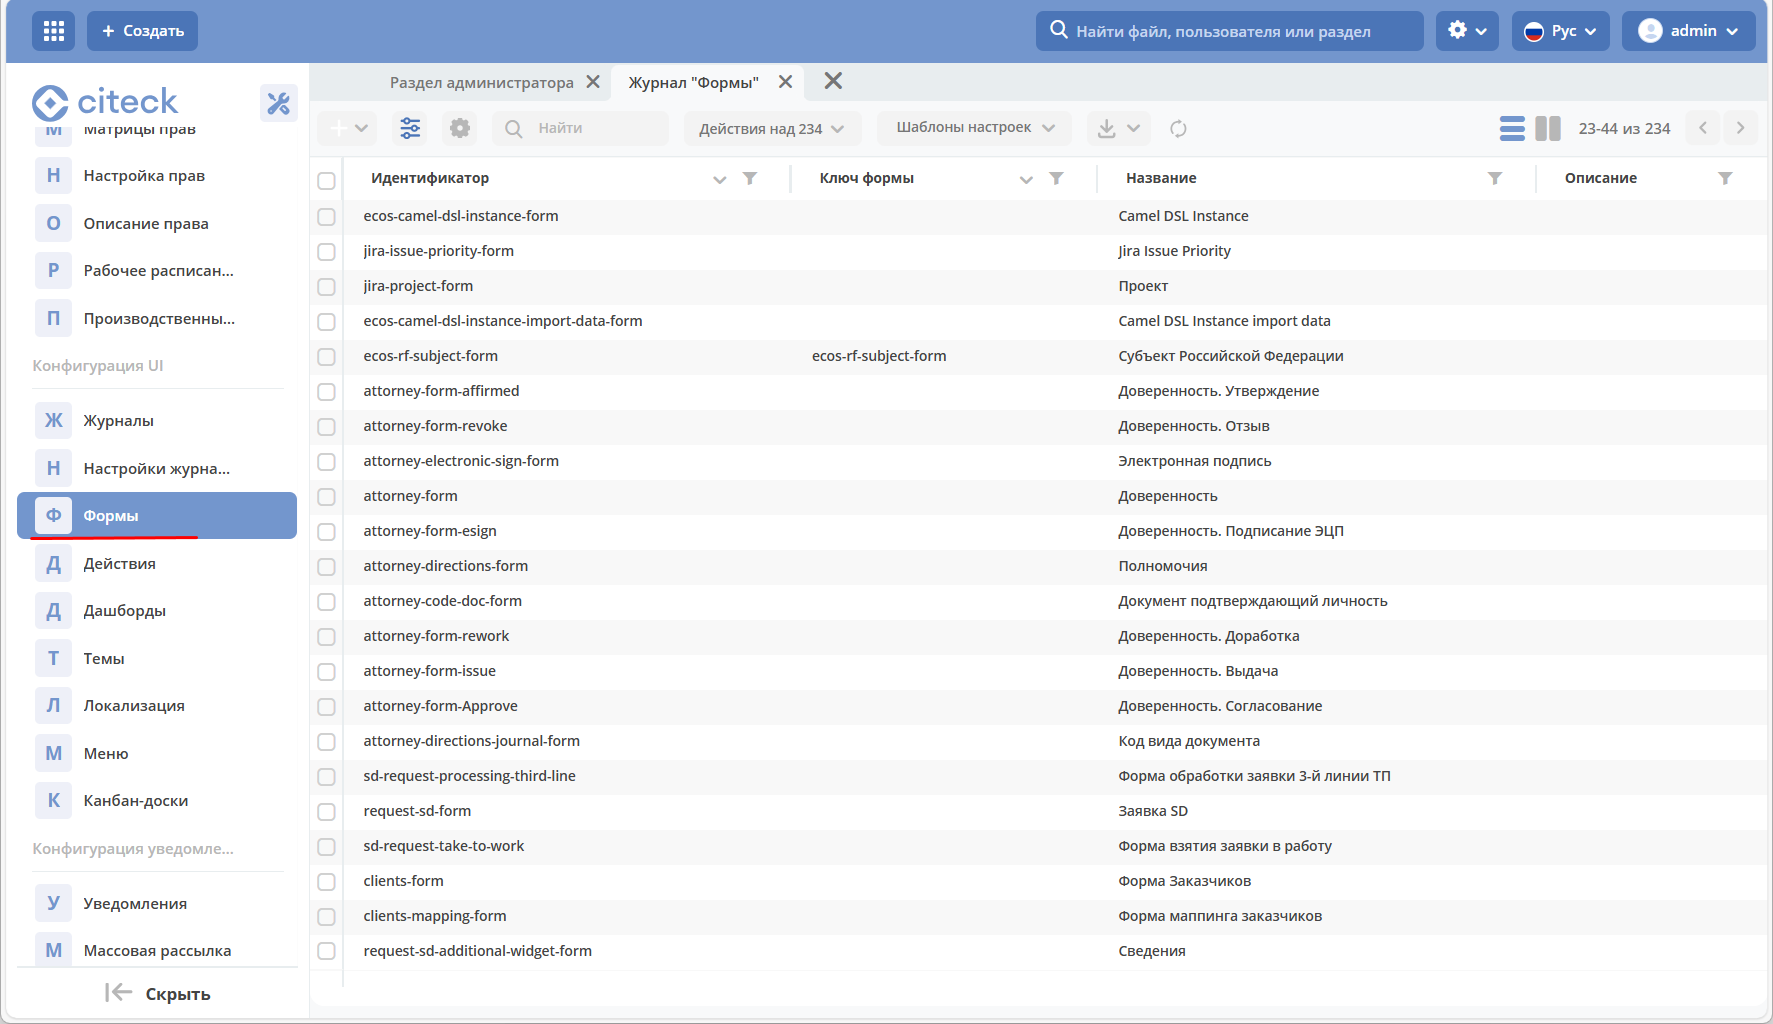 + Создать
Найти файл, пользователя или раздел
Рус
admin
citeck
Раздел администратора
Журнал "Формы"
Найти
Действия над 234
Шаблоны настроек
23-44 из 234
М Матрицы прав
Н Настройка прав
О Описание права
Р Рабочее расписан...
П Производственны...
Конфигурация UI
Ж Журналы
Н Настройки журна...
Ф Формы
Д Действия
Д Дашборды
Т Темы
Л Локализация
М Меню
К Канбан-доски
Конфигурация уведомле...
У Уведомления
М Массовая рассылка
Скрыть
Идентификатор Ключ формы Название Описание
ecos-camel-dsl-instance-form Camel DSL Instance
jira-issue-priority-form Jira Issue Priority
jira-project-form Проект
ecos-camel-dsl-instance-import-data-form Camel DSL Instance import data
ecos-rf-subject-form ecos-rf-subject-form Субъект Российской Федерации
attorney-form-affirmed Доверенность. Утверждение
attorney-form-revoke Доверенность. Отзыв
attorney-electronic-sign-form Электронная подпись
attorney-form Доверенность
attorney-form-esign Доверенность. Подписание ЭЦП
attorney-directions-form Полномочия
attorney-code-doc-form Документ подтверждающий личность
attorney-form-rework Доверенность. Доработка
attorney-form-issue Доверенность. Выдача
attorney-form-Approve Доверенность. Согласование
attorney-directions-journal-form Код вида документа
sd-request-processing-third-line Форма обработки заявки 3-й линии ТП
request-sd-form Заявка SD
sd-request-take-to-work Форма взятия заявки в работу
clients-form Форма Заказчиков
clients-mapping-form Форма маппинга заказчиков
request-sd-additional-widget-form Сведения